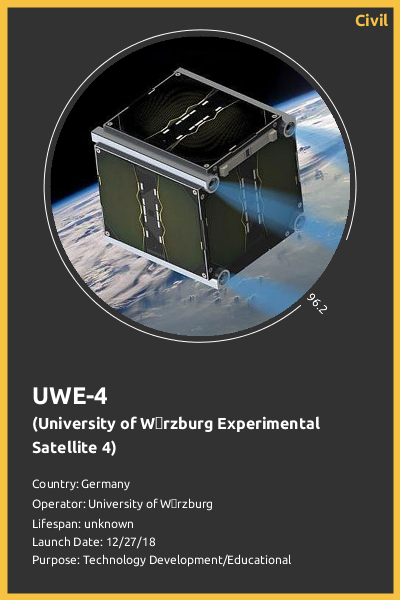 Civil
96.2
UWE-4
(University of W▯rzburg Experimental
Satellite 4)
Country: Germany
Operator: University of W▯rzburg
Lifespan: unknown
Launch Date: 12/27/18
Purpose: Technology Development/Educational